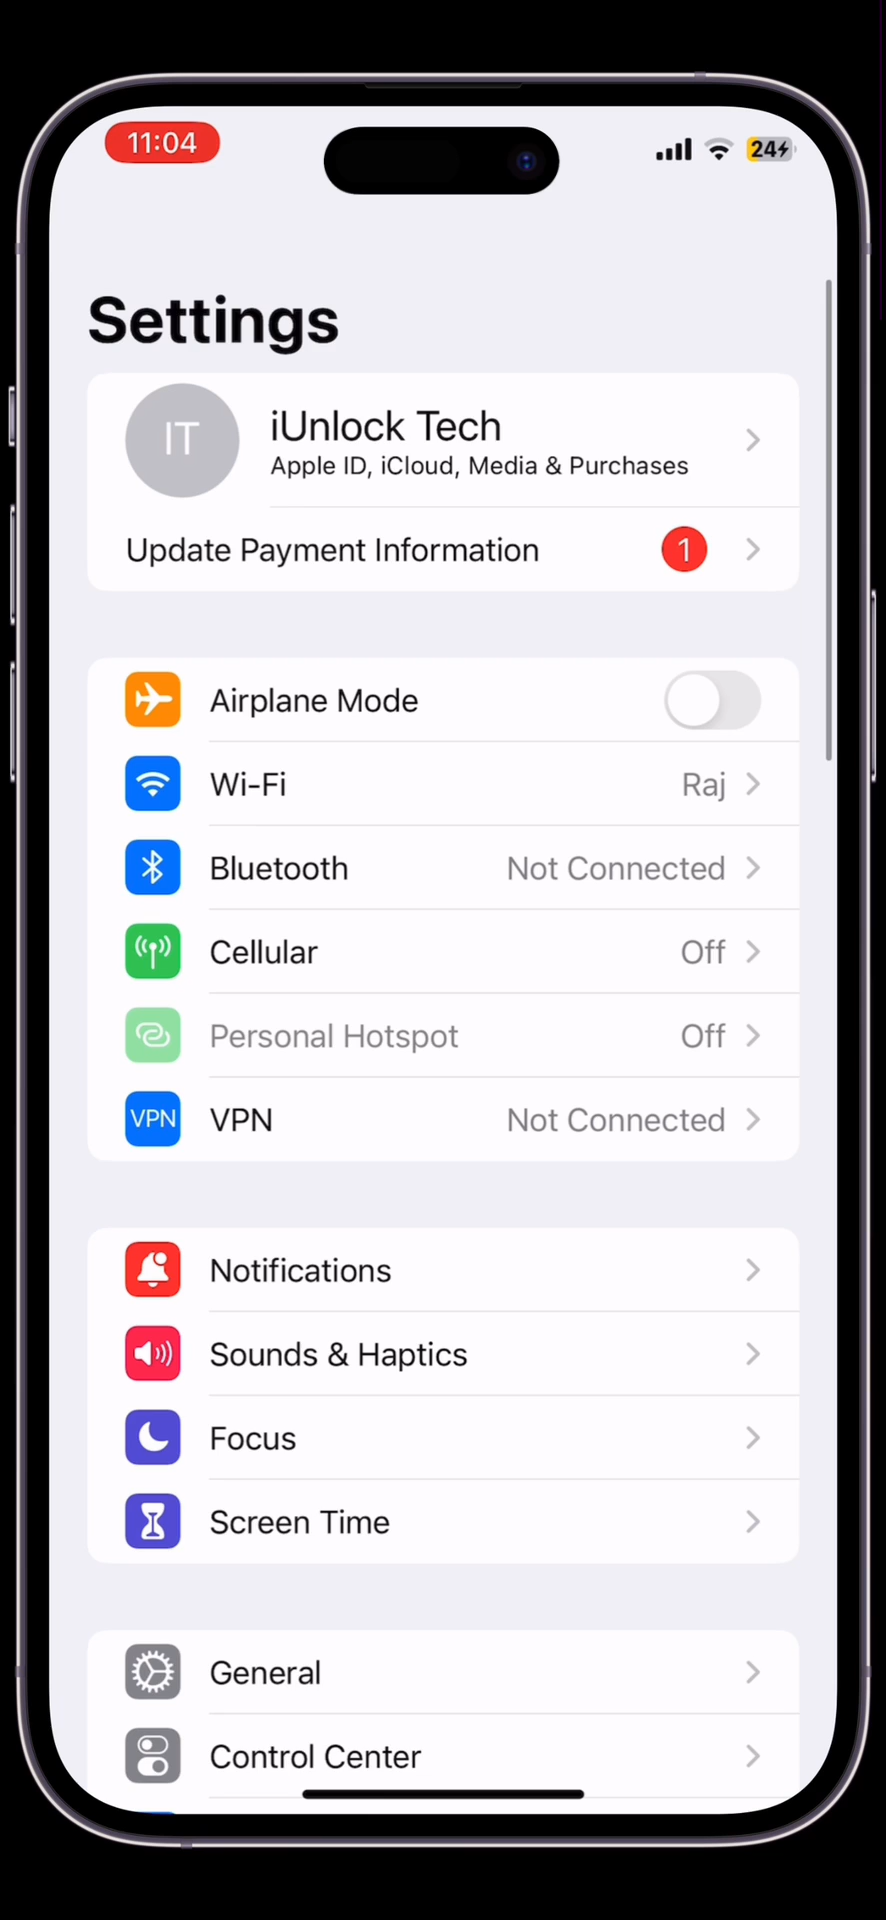 11:04
24
Settings
IT
iUnlock Tech
Apple ID, iCloud, Media & Purchases
Update Payment Information 1
Airplane Mode
Wi-Fi Raj
Bluetooth Not Connected
Cellular Off
Personal Hotspot Off
VPN VPN Not Connected
Notifications
Sounds & Haptics
Focus
Screen Time
General
Control Center